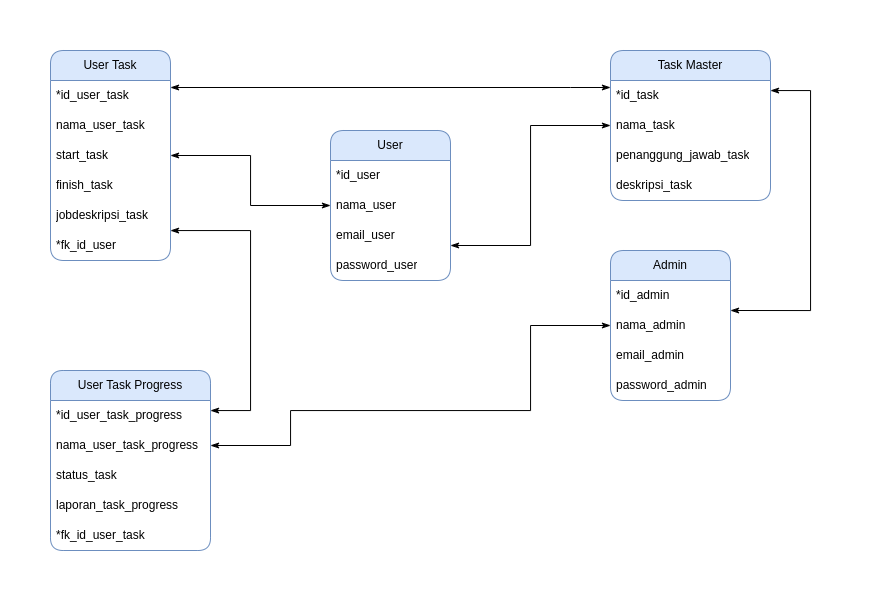 User Task
*id_user_task
nama_user_task
start_task
finish_task
jobdeskripsi_task
*fk_id_user
User
*id_user
nama_user
email_user
password_user
Task Master
*id_task
nama_task
penanggung_jawab_task
deskripsi_task
Admin
*id_admin
nama_admin
email_admin
password_admin
User Task Progress
*id_user_task_progress
nama_user_task_progress
status_task
laporan_task_progress
*fk_id_user_task